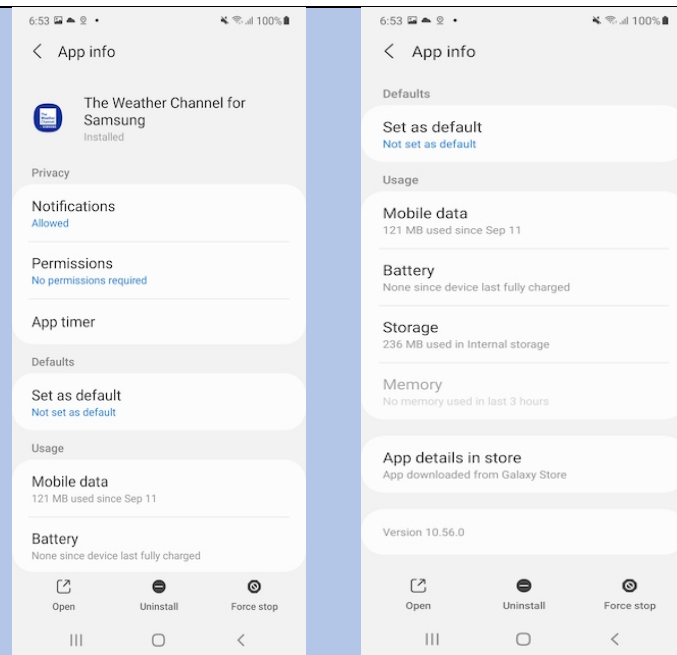 6:53
100%
App info
The Weather Channel for
Samsung
Installed
Privacy
Notifications
Allowed
Permissions
No permissions required
App timer
Defaults
Set as default
Not set as default
Usage
Mobile data
121 MB used since Sep 11
Battery
None since device last fully charged
Open
Uninstall
Force stop
6:53
100%
App info
Defaults
Set as default
Not set as default
Usage
Mobile data
121 MB used since Sep 11
Battery
None since device last fully charged
Storage
236 MB used in Internal storage
Memory
No memory used in last 3 hours
App details in store
App downloaded from Galaxy Store
Version 10.56.0
Open
Uninstall
Force stop